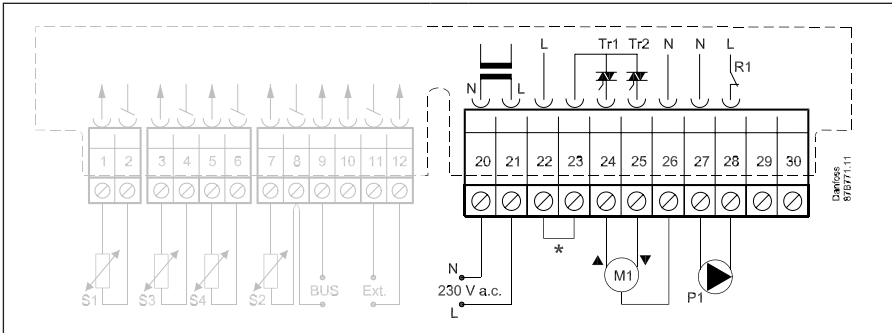 L Tr1 Tr2 N N L
R1
N L
1 2 3 4 5 6 7 8 9 10 11 12 20 21 22 23 24 25 26 27 28 29 30
Danfoss
87B771.11
*
N
230 V a.c.
L
S1 S3 S4 S2 BUS Ext. M1 P1